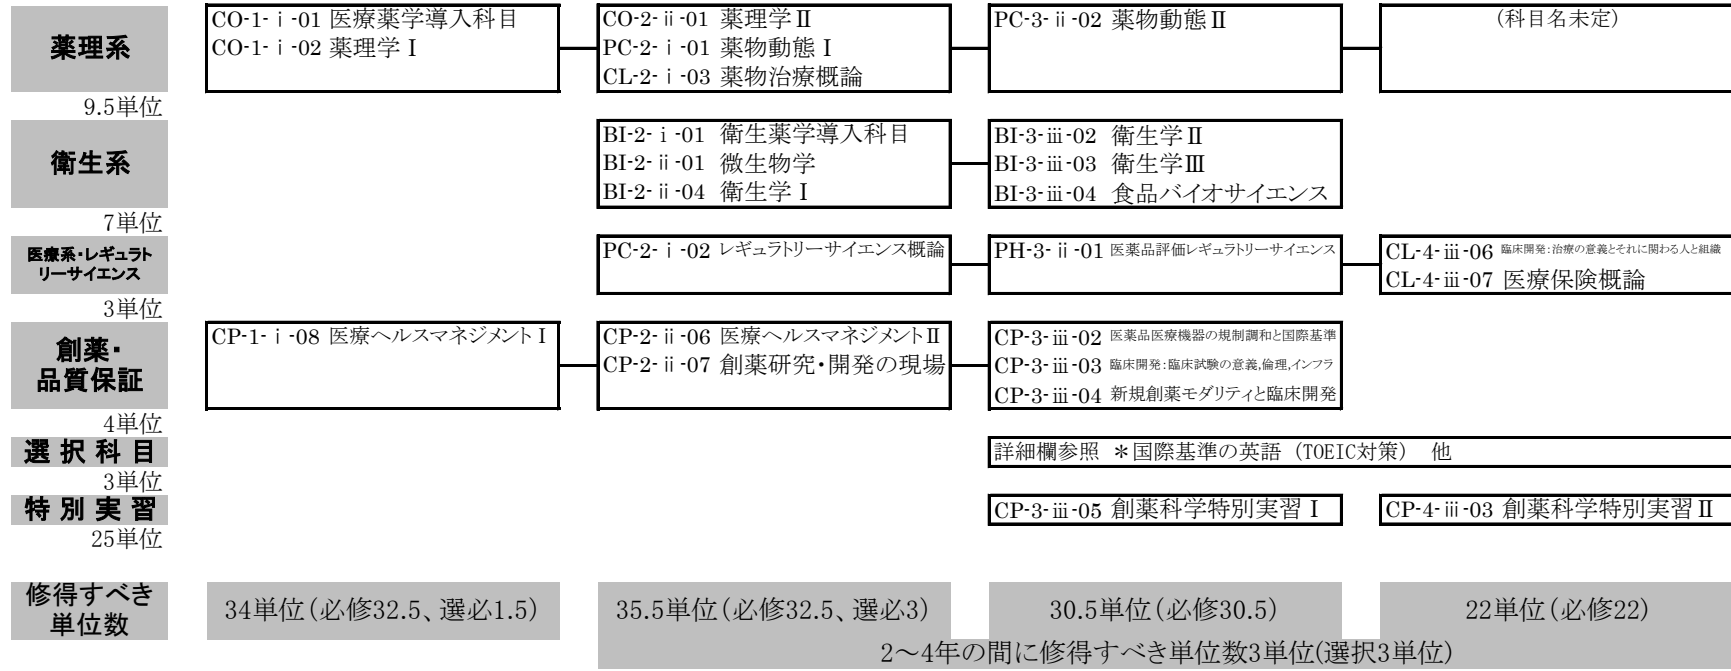 薬理系
9.5単位
CO-1-ⅰ-01 医療薬学導入科目
CO-1-ⅰ-02 薬理学Ⅰ
CO-2-ⅱ-01 薬理学Ⅱ
PC-2-ⅰ-01 薬物動態Ⅰ
CL-2-ⅰ-03 薬物治療概論
PC-3-ⅱ-02 薬物動態Ⅱ
(科目名未定)
衛生系
7単位
BI-2-ⅰ-01 衛生薬学導入科目
BI-2-ⅱ-01 微生物学
BI-2-ⅱ-04 衛生学Ⅰ
BI-3-ⅲ-02 衛生学Ⅱ
BI-3-ⅲ-03 衛生学Ⅲ
BI-3-ⅲ-04 食品バイオサイエンス
医療系・レギュラト
リーサイエンス
3単位
PC-2-ⅰ-02 レギュラトリーサイエンス概論
PH-3-ⅱ-01 医薬品評価レギュラトリーサイエンス
CL-4-ⅲ-06 臨床開発：治療の意義とそれに関わる人と組織
CL-4-ⅲ-07 医療保険概論
創薬・
品質保証
4単位
CP-1-ⅰ-08 医療ヘルスマネジメントⅠ
CP-2-ⅱ-06 医療ヘルスマネジメントⅡ
CP-2-ⅱ-07 創薬研究・開発の現場
CP-3-ⅲ-02 医薬品医療機器の規制調和と国際基準
CP-3-ⅲ-03 臨床開発：臨床試験の意義,倫理,インフラ
CP-3-ⅲ-04 新規創薬モダリティと臨床開発
選択科目
3単位
詳細欄参照 ＊国際基準の英語（TOEIC対策） 他
特別実習
25単位
CP-3-ⅲ-05 創薬科学特別実習Ⅰ
CP-4-ⅲ-03 創薬科学特別実習Ⅱ
修得すべき
単位数
34単位（必修32.5、選必1.5）
35.5単位（必修32.5、選必3）
30.5単位（必修30.5）
22単位（必修22）
2～4年の間に修得すべき単位数3単位(選択3単位)